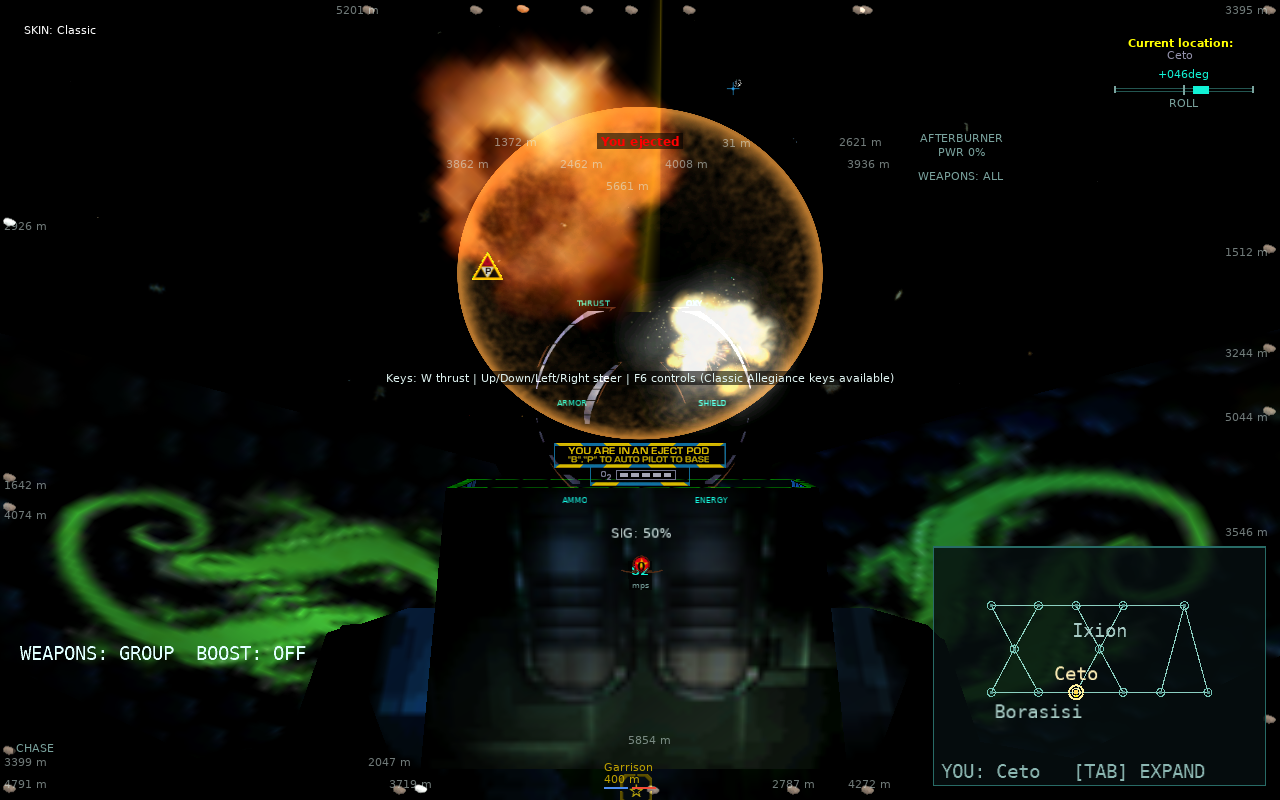 5201 m
3395 m
SKIN: Classic
Current location:
Ceto
+046deg
ROLL
1372 m
You ejected
31 m
2621 m
AFTERBURNER
PWR 0%
3862 m
2462 m
4008 m
3936 m
WEAPONS: ALL
5661 m
2926 m
1512 m
P
THRUST
3244 m
Keys: W thrust | Up/Down/Left/Right steer | F6 controls (Classic Allegiance keys available)
ARMOR
SHIELD
5044 m
YOU ARE IN AN EJECT POD
"B","P" TO AUTO PILOT TO BASE
O2
1642 m
AMMO
ENERGY
4074 m
SIG: 50%
3546 m
mps
Ixion
WEAPONS: GROUP BOOST: OFF
Ceto
Borasisi
5854 m
CHASE
3399 m
2047 m
Garrison
400 m
YOU: Ceto [TAB] EXPAND
4791 m
3719 m
2787 m
4272 m